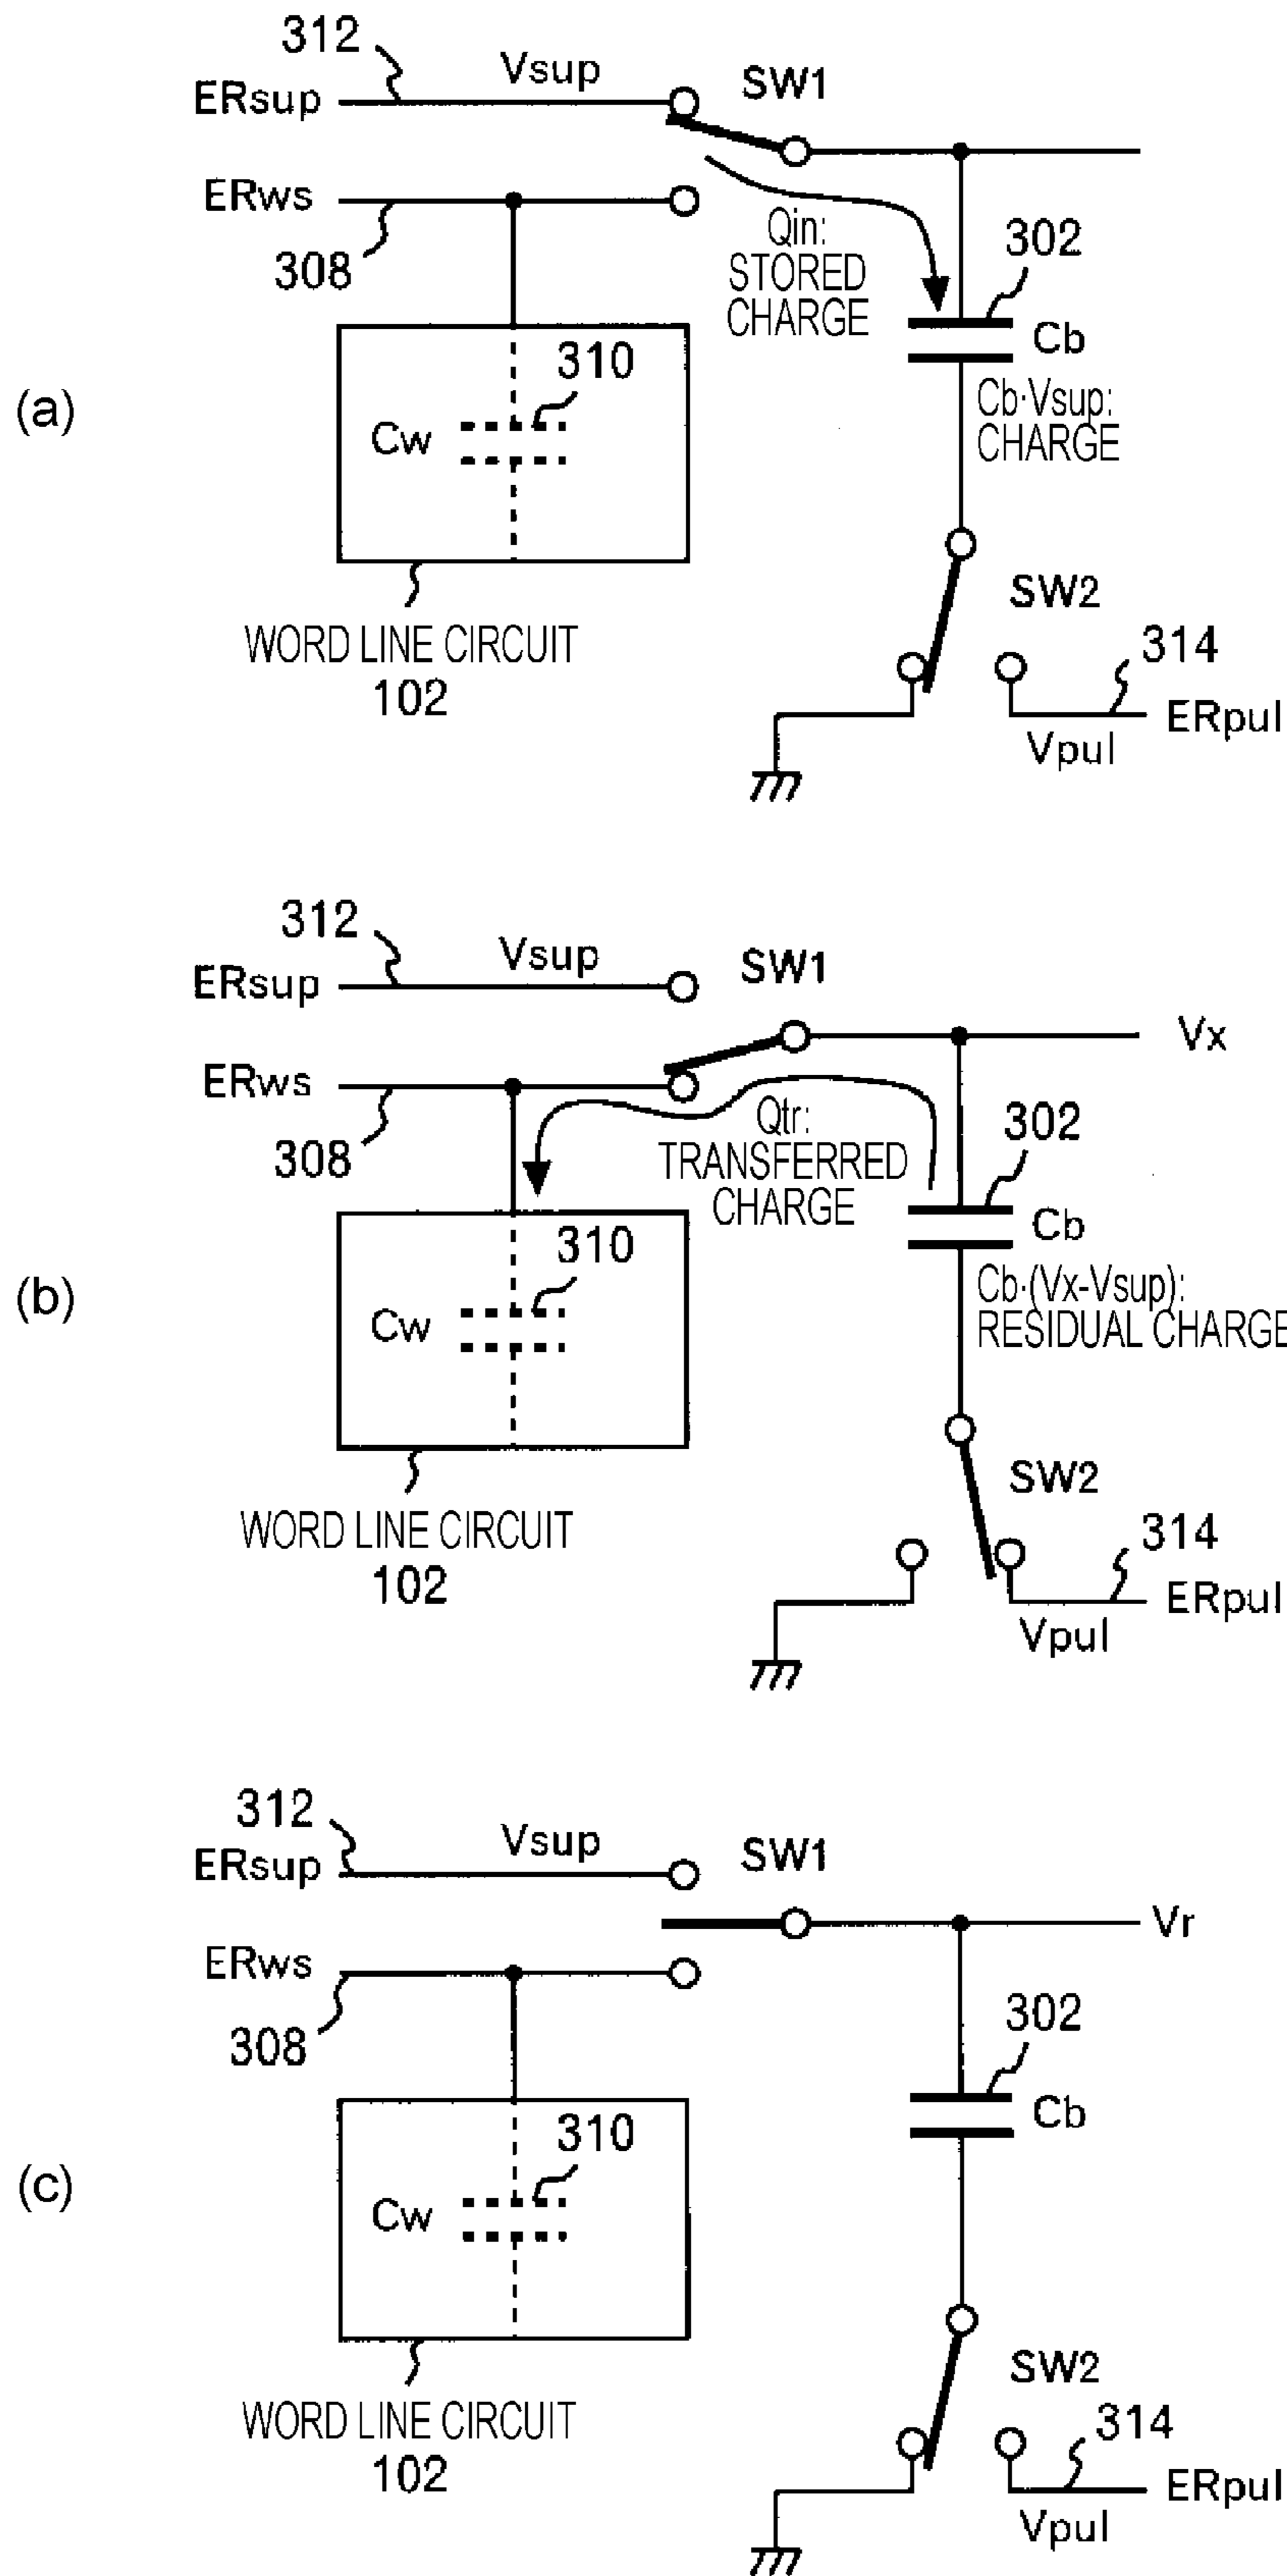 312
Vsup
SW1
ERsup
ERws
308
Qin:
STORED
CHARGE
302
Cb
Cb·Vsup:
CHARGE
(a)
310
Cw
SW2
WORD LINE CIRCUIT
102
314
ERpul
Vpul
312
Vsup
SW1
ERsup
Vx
ERws
308
Qtr:
TRANSFERRED
CHARGE
302
Cb
Cb·(Vx-Vsup):
RESIDUAL CHARGE
(b)
310
Cw
SW2
WORD LINE CIRCUIT
102
314
ERpul
Vpul
312
Vsup
SW1
ERsup
Vr
ERws
308
302
Cb
310
(c)
Cw
SW2
WORD LINE CIRCUIT
102
314
ERpul
Vpul